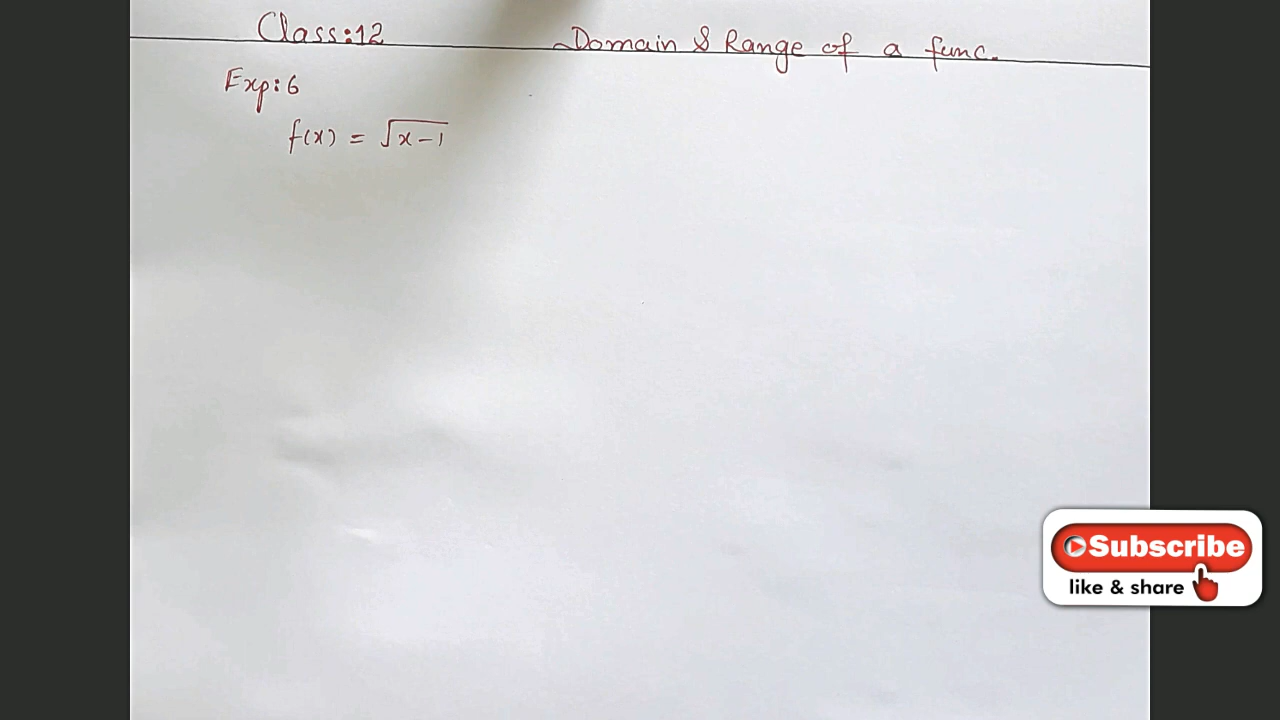 Class:12 Domain & Range of a func.
Exp:6
f(x) = √x-1
Subscribe
like & share